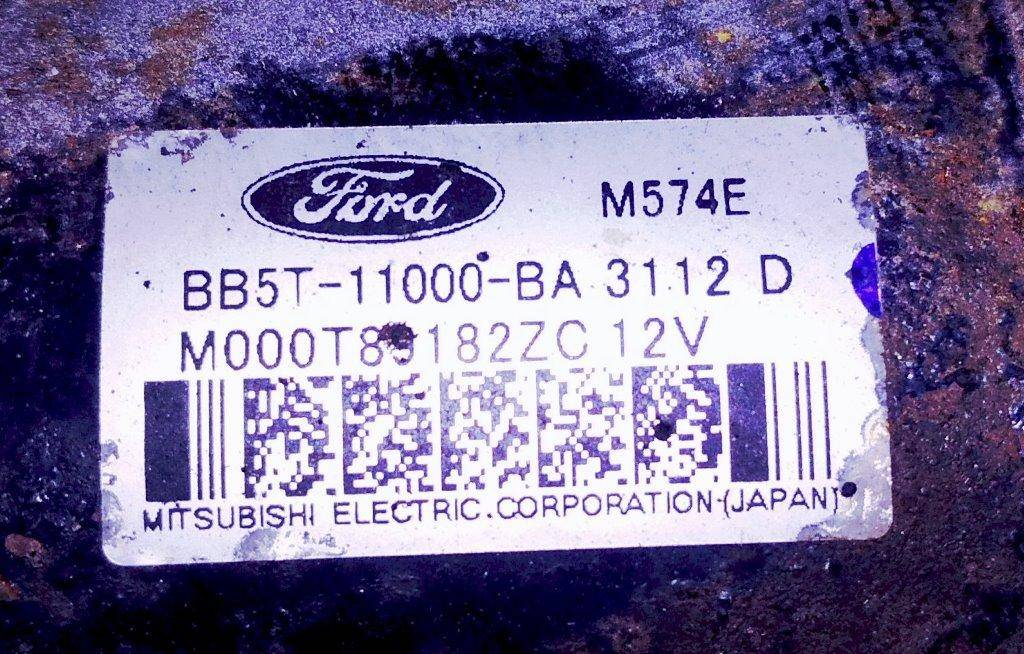 Ford M574E
BB5T-11000-BA 3112 D
12V
MITSUBISHI ELECTRIC.CORPORATION (JAPAN)